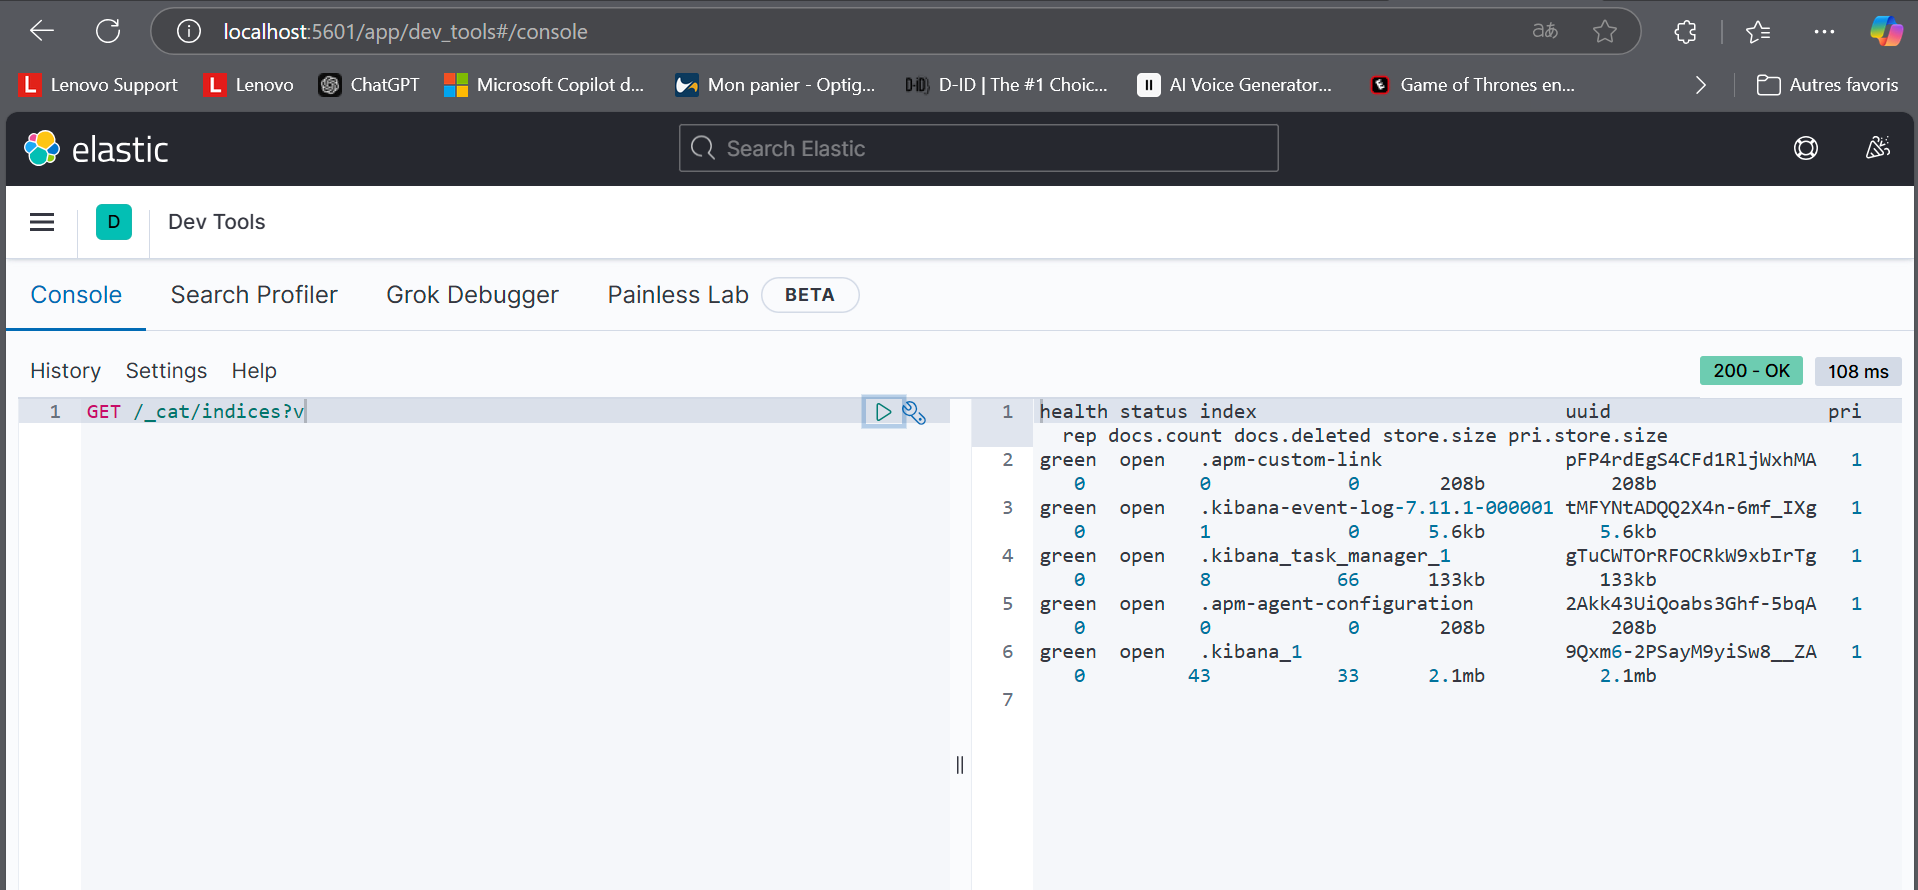 localhost:5601/app/dev_tools#/console
aあ
Lenovo Support
Lenovo
ChatGPT
Microsoft Copilot d...
Mon panier - Optig...
D-ID | The #1 Choic...
AI Voice Generator...
Game of Thrones en...
Autres favoris
elastic
Search Elastic
D
Dev Tools
Console
Search Profiler
Grok Debugger
Painless Lab
BETA
History
Settings
Help
200 - OK
108 ms
1 GET /_cat/indices?v
1 health status index uuid pri
rep docs.count docs.deleted store.size pri.store.size
2 green open .apm-custom-link pFP4rdEgS4CFd1RljWxhMA 1
0 0 0 208b 208b
3 green open .kibana-event-log-7.11.1-000001 tMFYNtADQQ2X4n-6mf_IXg 1
0 1 0 5.6kb 5.6kb
4 green open .kibana_task_manager_1 gTuCWTOrRFOCRkW9xbIrTg 1
0 8 66 133kb 133kb
5 green open .apm-agent-configuration 2Akk43UiQoabs3Ghf-5bqA 1
0 0 0 208b 208b
6 green open .kibana_1 9Qxm6-2PSayM9yiSw8__ZA 1
0 43 33 2.1mb 2.1mb
7